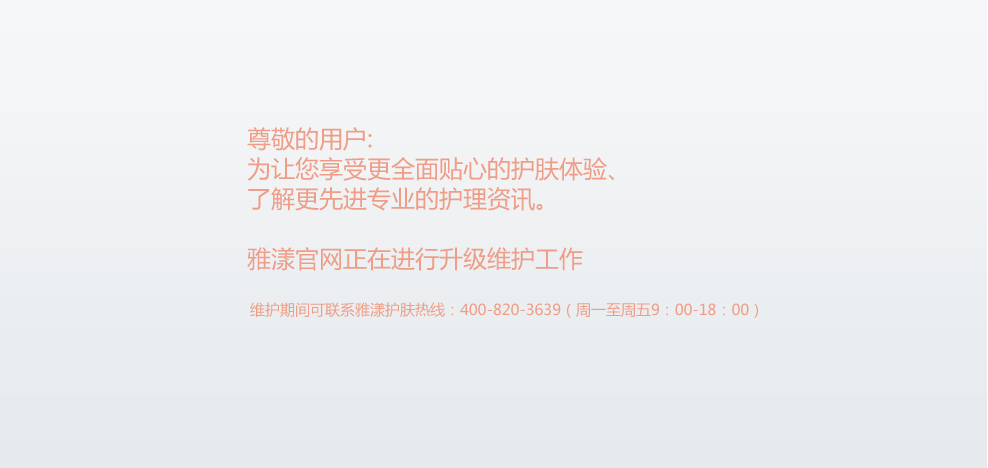 尊敬的用户:
为让您享受更全面贴心的护肤体验、
了解更先进专业的护理资讯。
雅漾官网正在进行升级维护工作
维护期间可联系雅漾护肤热线：400-820-3639（周一至周五9：00-18：00）